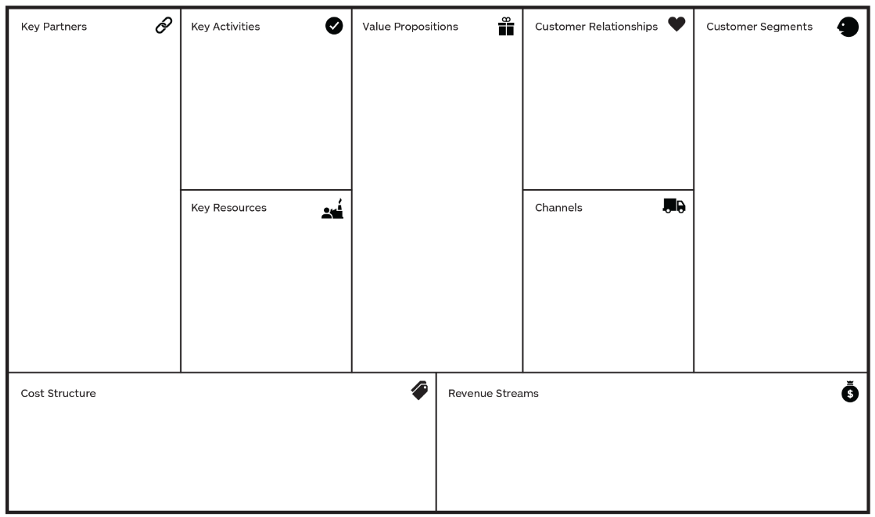 Key Partners
Key Activities
Value Propositions
Customer Relationships
Customer Segments
Key Resources
Channels
Cost Structure
Revenue Streams
$